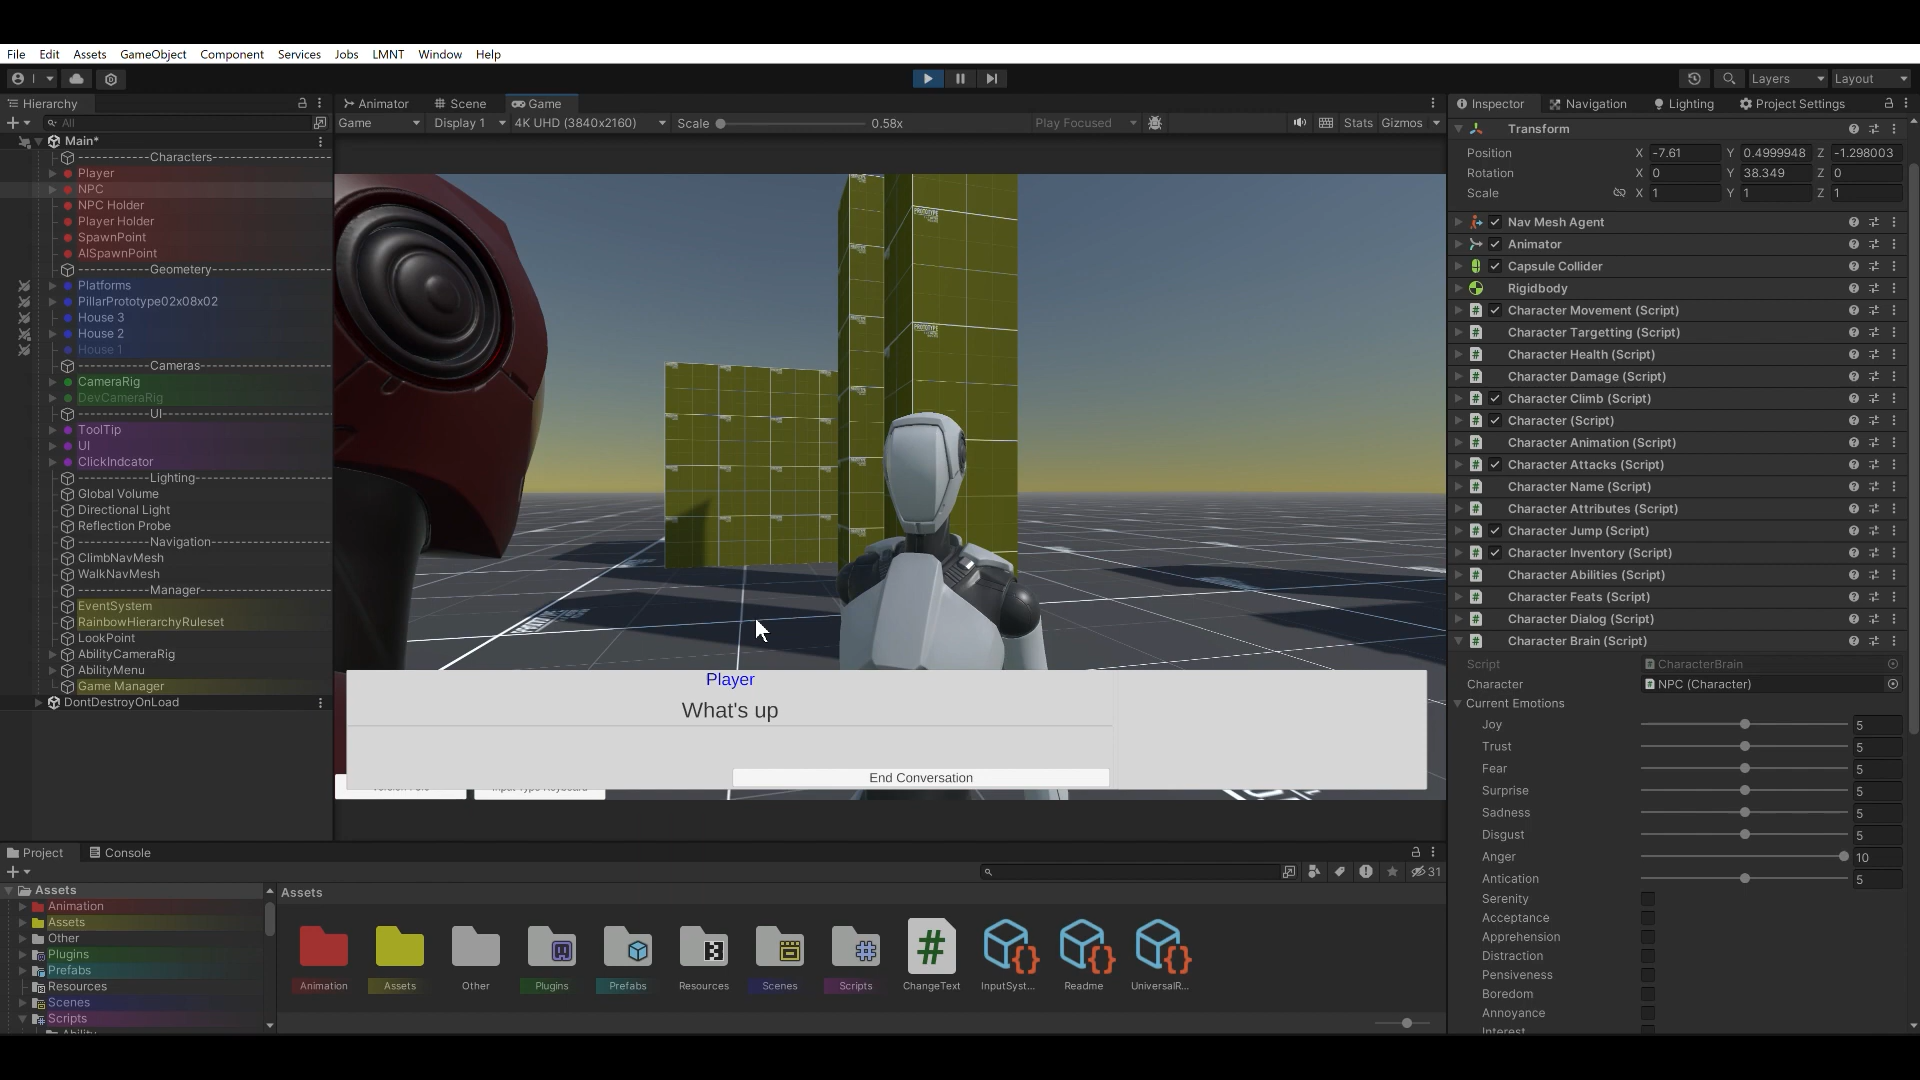 File Edit Assets GameObject Component Services Jobs LMNT Window Help
Layers Layout
Hierarchy
All
Main*
----------Characters----------
Player
NPC
NPC Holder
Player Holder
SpawnPoint
AISpawnPoint
----------Geometery----------
Platforms
PillarPrototype02x08x02
House 3
House 2
House 1
----------Cameras----------
CameraRig
DevCameraRig
----------UI----------
ToolTip
UI
ClickIndcator
----------Lighting----------
Global Volume
Directional Light
Reflection Probe
----------Navigation----------
ClimbNavMesh
WalkNavMesh
----------Manager----------
EventSystem
RainbowHierarchyRuleset
LookPoint
AbilityCameraRig
AbilityMenu
Game Manager
DontDestroyOnLoad
Animator Scene Game
Game Display 1 4K UHD (3840x2160) Scale 0.58x Play Focused Stats Gizmos
Player
What's up
End Conversation
Inspector Navigation Lighting Project Settings
Transform
Position X -7.61 Y 0.4999948 Z -1.298003
Rotation X 0 Y 38.349 Z 0
Scale X 1 Y 1 Z 1
Nav Mesh Agent
Animator
Capsule Collider
Rigidbody
Character Movement (Script)
Character Targetting (Script)
Character Health (Script)
Character Damage (Script)
Character Climb (Script)
Character (Script)
Character Animation (Script)
Character Attacks (Script)
Character Name (Script)
Character Attributes (Script)
Character Jump (Script)
Character Inventory (Script)
Character Abilities (Script)
Character Feats (Script)
Character Dialog (Script)
Character Brain (Script)
Script CharacterBrain
Character NPC (Character)
Current Emotions
Joy 5
Trust 5
Fear 5
Surprise 5
Sadness 5
Disgust 5
Anger 10
Antication 5
Serenity
Acceptance
Apprehension
Distraction
Pensiveness
Boredom
Annoyance
Interest
Project Console
31
Assets
Animation
Assets
Other
Plugins
Prefabs
Resources
Scenes
Scripts
Assets
Animation Assets Other Plugins Prefabs Resources Scenes Scripts ChangeText InputSyst... Readme UniversalR...